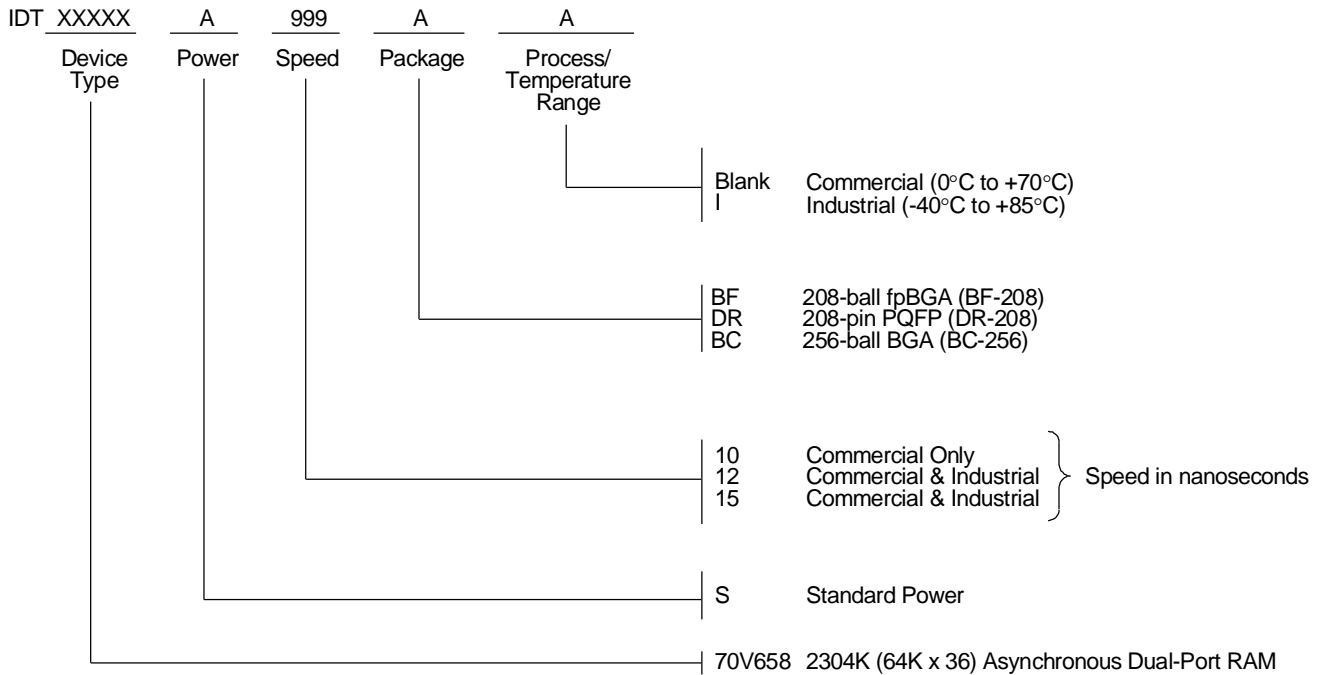 IDT XXXXX A 999 A A
Device Type
Power
Speed
Package
Process/
Temperature
Range
Blank Commercial (0°C to +70°C)
I Industrial (-40°C to +85°C)
BF 208-ball fpBGA (BF-208)
DR 208-pin PQFP (DR-208)
BC 256-ball BGA (BC-256)
10 Commercial Only
12 Commercial & Industrial
15 Commercial & Industrial
Speed in nanoseconds
S Standard Power
70V658 2304K (64K x 36) Asynchronous Dual-Port RAM